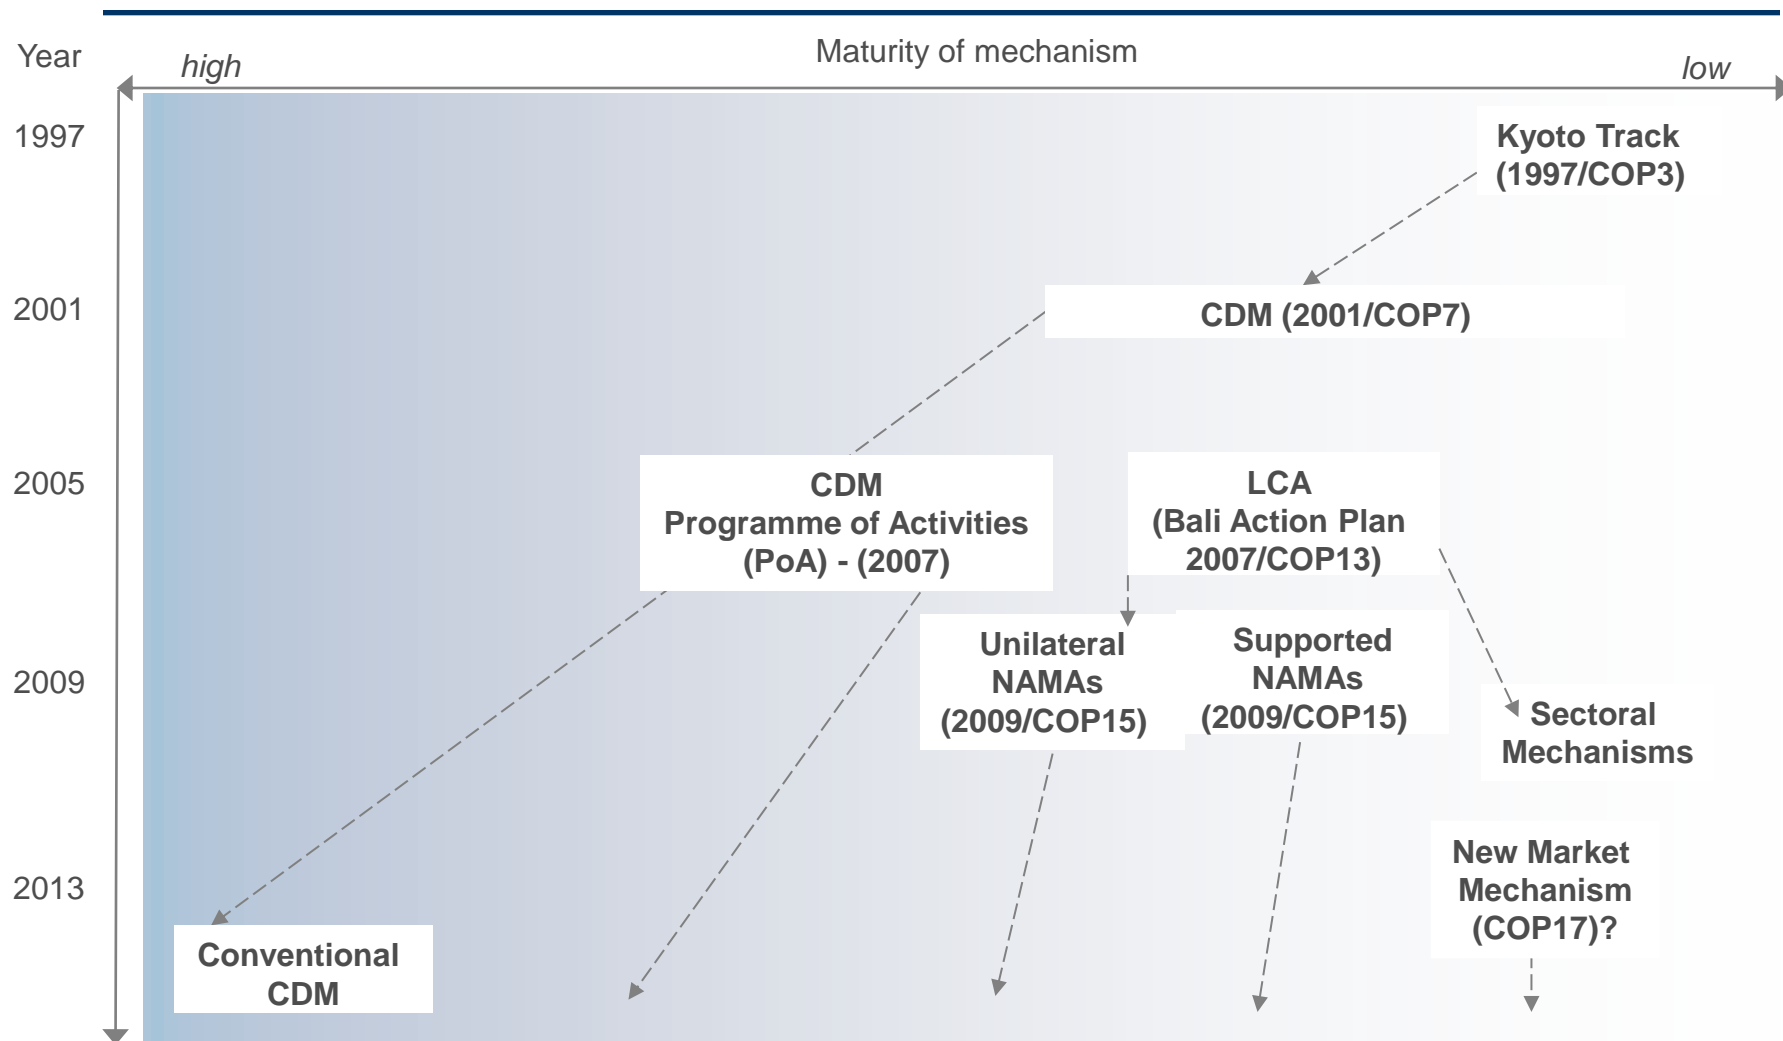 Year
Maturity of mechanism
high
low
1997
Kyoto Track
(1997/COP3)
2001
CDM (2001/COP7)
2005
CDM
Programme of Activities
(PoA) - (2007)
LCA
(Bali Action Plan
2007/COP13)
2009
Unilateral
NAMAs
(2009/COP15)
Supported
NAMAs
(2009/COP15)
Sectoral
Mechanisms
2013
New Market
Mechanism
(COP17)?
Conventional
CDM